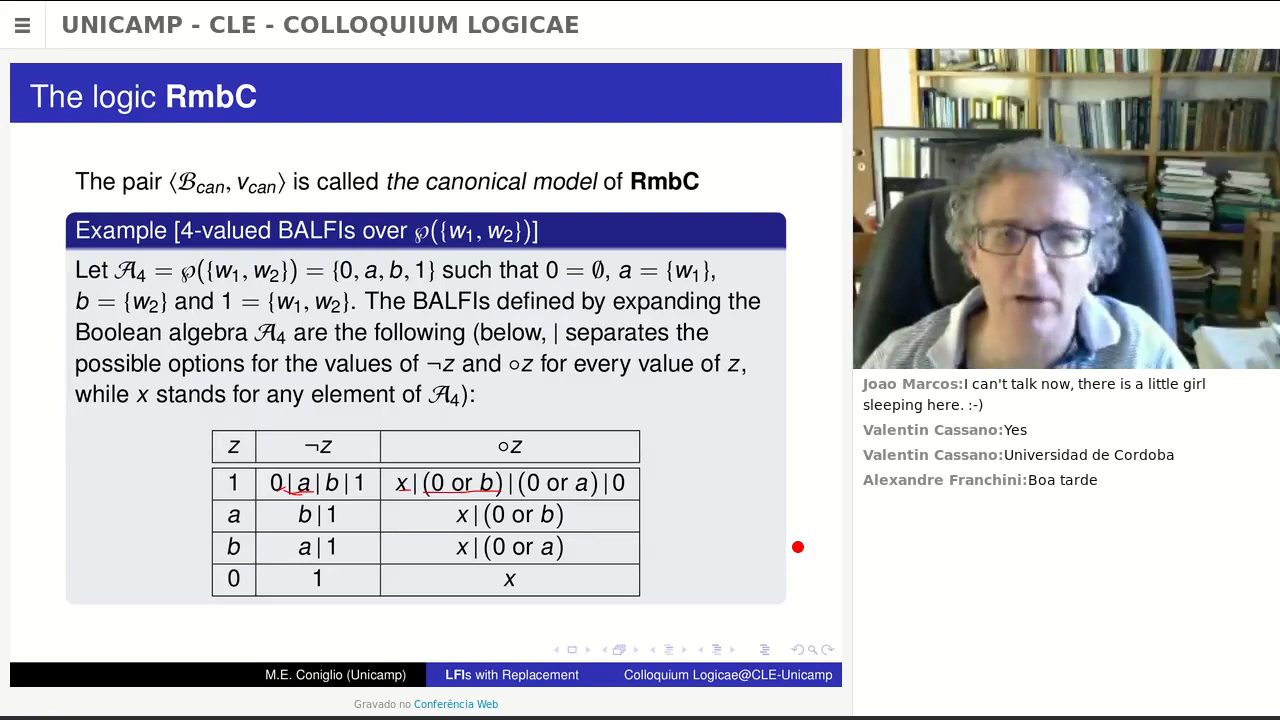 UNICAMP - CLE - COLLOQUIUM LOGICAE
The logic RmbC
The pair ⟨ℬcan, vcan⟩ is called the canonical model of RmbC
Example [4-valued BALFIs over ℘({w1, w2})]
Let 𝒜4 = ℘({w1, w2}) = {0, a, b, 1} such that 0 = ∅, a = {w1},
b = {w2} and 1 = {w1, w2}. The BALFIs defined by expanding the
Boolean algebra 𝒜4 are the following (below, | separates the
possible options for the values of ¬z and ∘z for every value of z,
while x stands for any element of 𝒜4):
z ¬z ∘z
1 0|a|b|1 x|(0 or b)|(0 or a)|0
a b|1 x|(0 or b)
b a|1 x|(0 or a)
0 1 x
M.E. Coniglio (Unicamp) LFIs with Replacement Colloquium Logicae@CLE-Unicamp
Gravado no Conferência Web
Joao Marcos:I can't talk now, there is a little girl
sleeping here. :-)
Valentin Cassano:Yes
Valentin Cassano:Universidad de Cordoba
Alexandre Franchini:Boa tarde